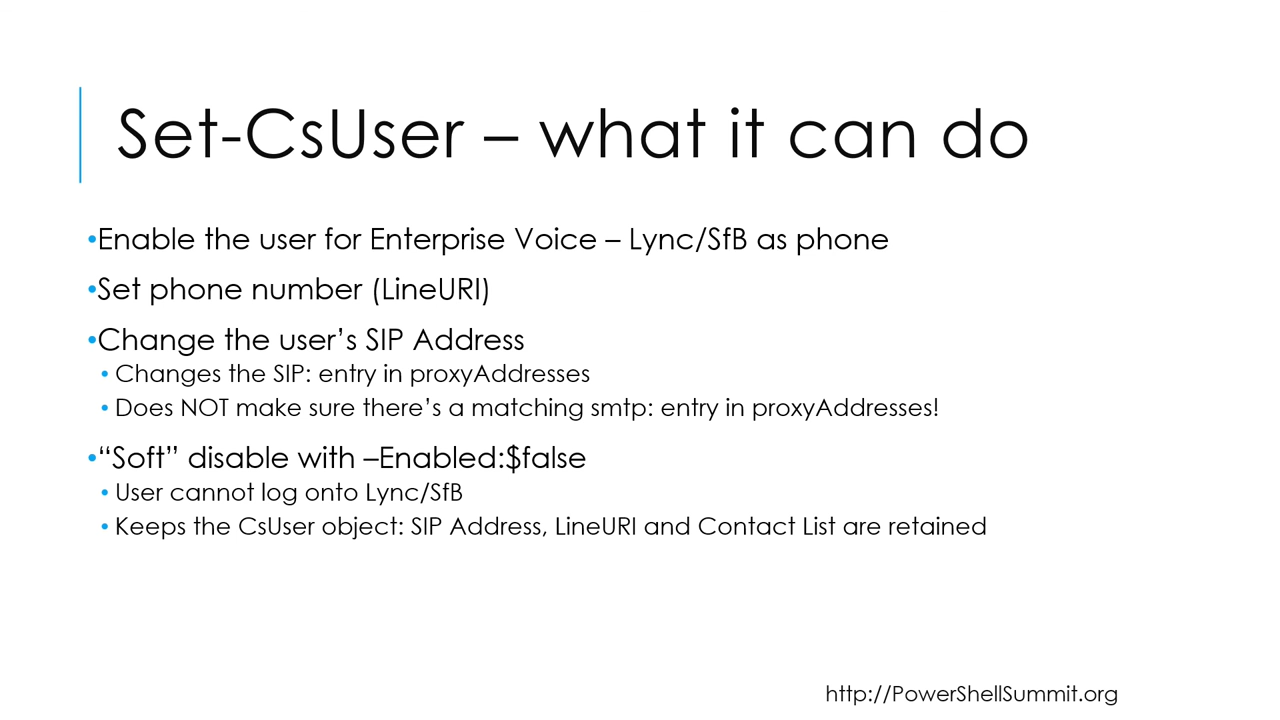 Set-CsUser – what it can do
•Enable the user for Enterprise Voice – Lync/SfB as phone
•Set phone number (LineURI)
•Change the user’s SIP Address
• Changes the SIP: entry in proxyAddresses
• Does NOT make sure there’s a matching smtp: entry in proxyAddresses!
•“Soft” disable with –Enabled:$false
• User cannot log onto Lync/SfB
• Keeps the CsUser object: SIP Address, LineURI and Contact List are retained
http://PowerShellSummit.org